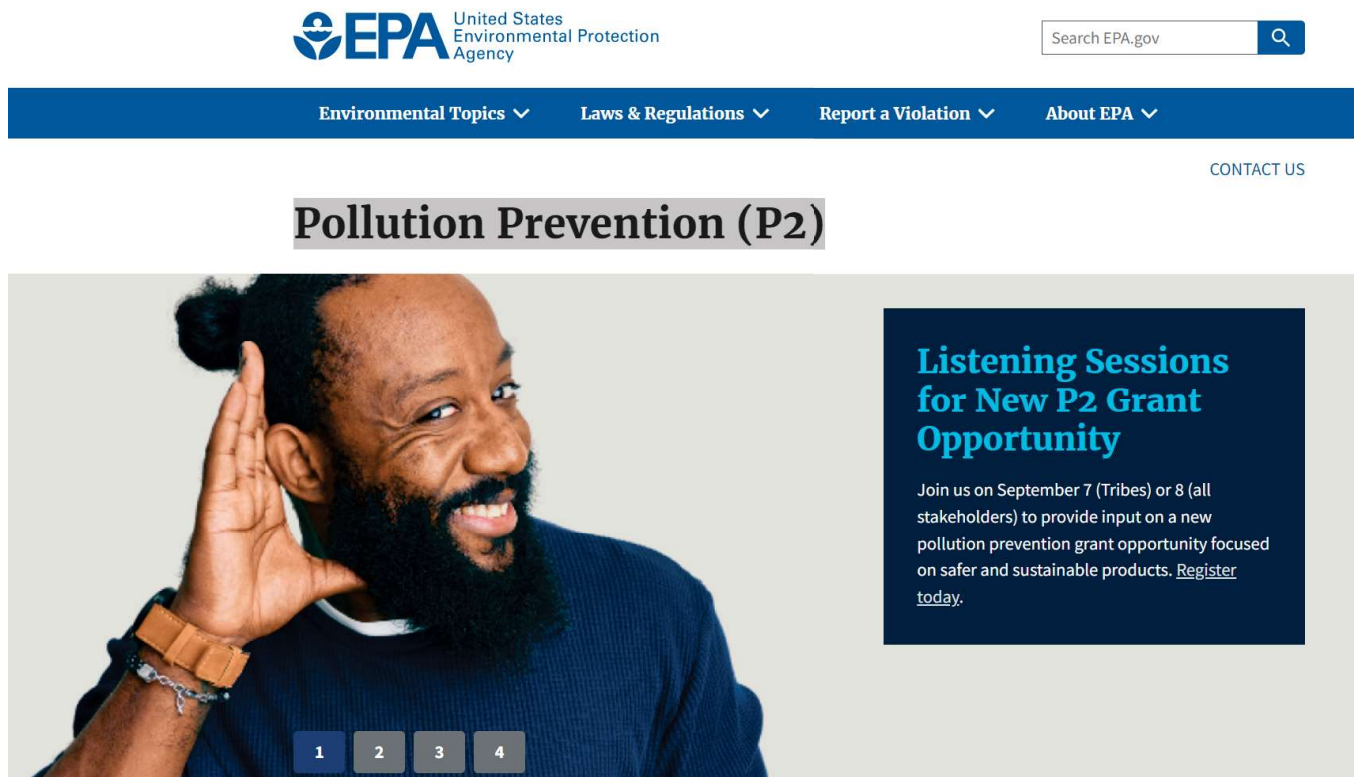 EPA
United States
Environmental Protection
Agency
Search EPA.gov
Environmental Topics
Laws & Regulations
Report a Violation
About EPA
CONTACT US
Pollution Prevention (P2)
Listening Sessions
for New P2 Grant
Opportunity
Join us on September 7 (Tribes) or 8 (all
stakeholders) to provide input on a new
pollution prevention grant opportunity focused
on safer and sustainable products. Register
today.
1 2 3 4